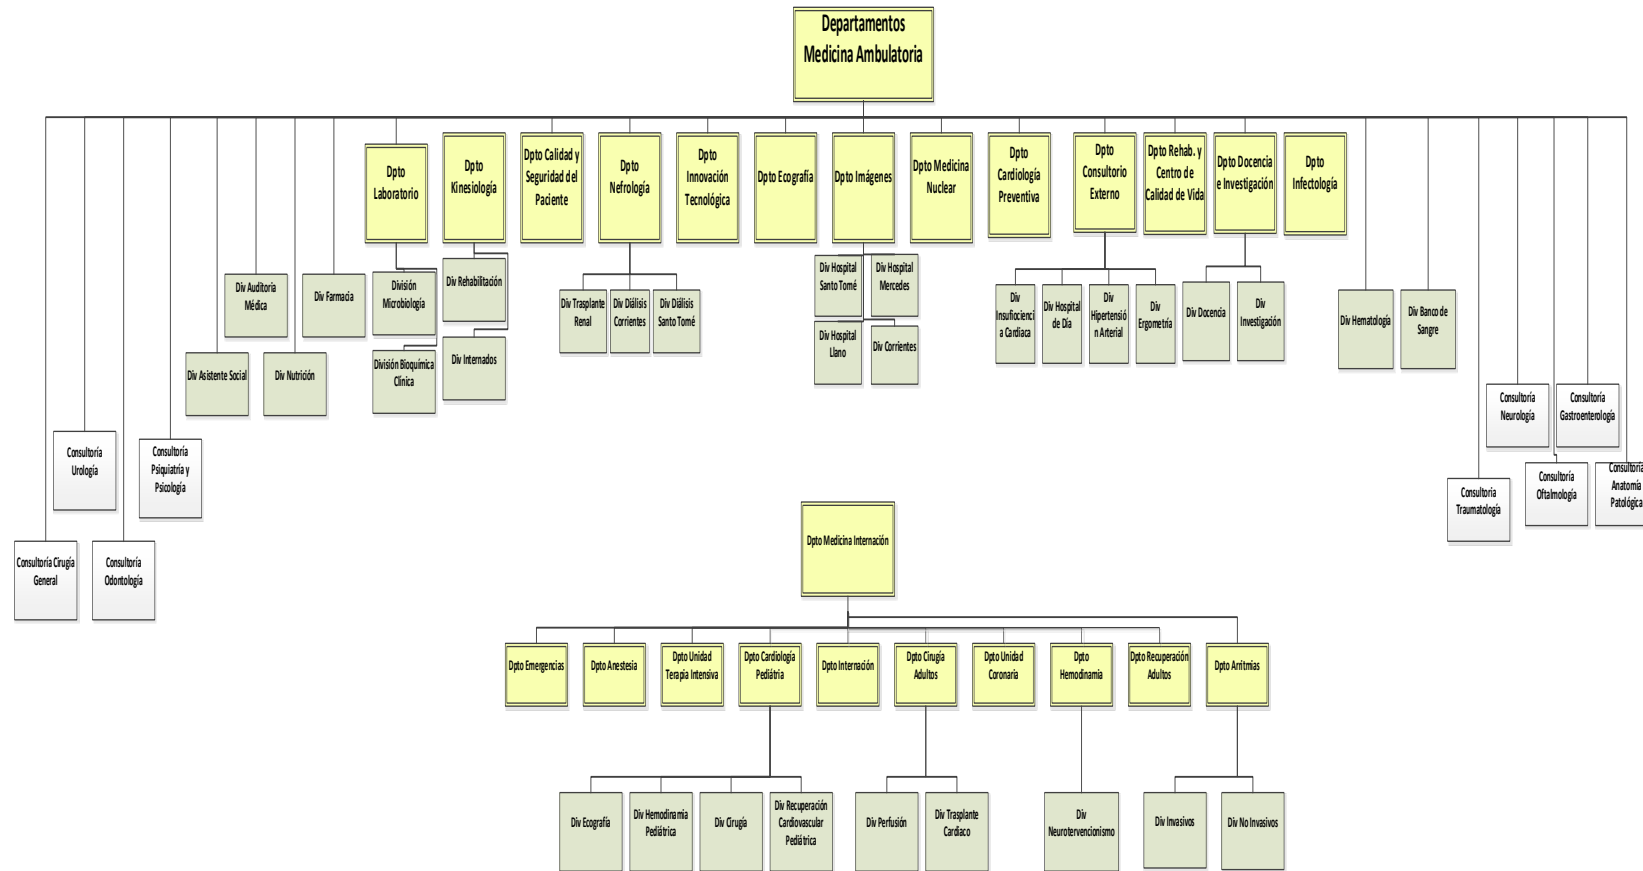 Departamentos
Medicina Ambulatoria
Dpto
Laboratorio
Dpto
Kinesiología
Dpto Calidad y
Seguridad del
Paciente
Dpto
Nefrología
Dpto
Innovación
Tecnológica
Dpto Ecografía
Dpto Imágenes
Dpto Medicina
Nuclear
Dpto
Cardiología
Preventiva
Dpto
Consultorio
Externo
Dpto Rehab. y
Centro de
Calidad de Vida
Dpto Docencia
e Investigación
Dpto
Infectología
Div Auditoria
Médica
Div Farmacia
División
Microbiología
Div Rehabilitación
Div Trasplante
Renal
Div Diálisis
Corrientes
Div Diálisis
Santo Tomé
Div Hospital
Santo Tomé
Div Hospital
Mercedes
Div Hospital
Llano
Div Corrientes
Div
Insufiocienci
a Cardiaca
Div Hospital
de Día
Div
Hipertensió
n Arterial
Div
Ergometría
Div Docencia
Div
Investigación
Div Hematología
Div Banco de
Sangre
Div Asistente Social
Div Nutrición
División Bioquímica
Clínica
Div Internados
Consultoría
Urología
Consultoría
Psiquiatría y
Psicología
Consultoría
Neurología
Consultoría
Gastroenterología
Consultoria
Traumatología
Consultoría
Oftalmología
Consultoría
Anatomía
Patológica
Consultoría Cirugía
General
Consultoría
Odontología
Dpto Medicina Internación
Dpto Emergencias
Dpto Anestesia
Dpto Unidad
Terapia Intensiva
Dpto Cardiología
Pediátria
Dpto Internación
Dpto Cirugía
Adultos
Dpto Unidad
Coronaria
Dpto
Hemodinamia
Dpto Recuperación
Adultos
Dpto Arritmias
Div Ecografía
Div Hemodinamia
Pediátrica
Div Cirugía
Div Recuperación
Cardiovascular
Pediátrica
Div Perfusión
Div Trasplante
Cardiaco
Div
Neurotervencionismo
Div Invasivos
Div No Invasivos